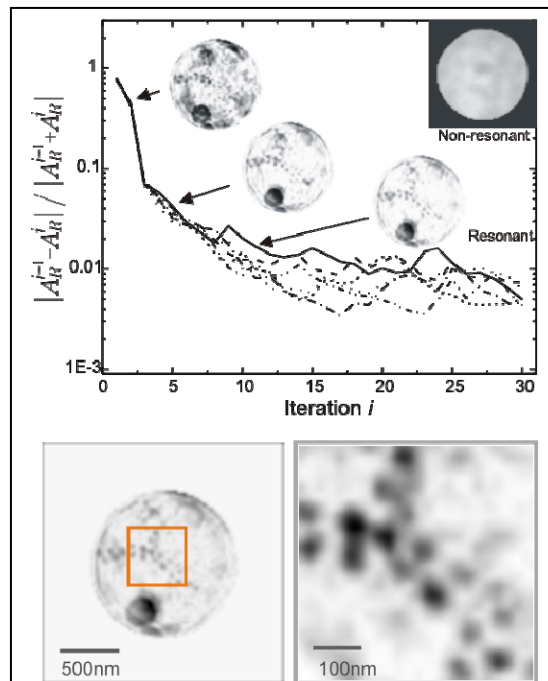 1
0.1
0.01
1E-3
|A_R^{i-1} - A_R^i| / |A_R^{i-1} + A_R^i|
Non-resonant
Resonant
0 5 10 15 20 25 30
Iteration i
500nm
100nm